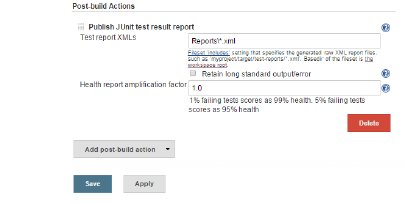 Post-build Actions
Publish JUnit test result report
Test report XMLs
Reports\*.xml
Fileset 'includes' setting that specifies the generated raw XML report files,
such as 'myproject/target/test-reports/*.xml'. Basedir of the fileset is the
workspace root.
Retain long standard output/error
Health report amplification factor
1.0
1% failing tests scores as 99% health. 5% failing tests
scores as 95% health
Delete
Add post-build action
Save
Apply